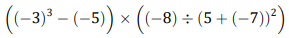 ((−3)³ − (−5)) × ((−8) ÷ (5 + (−7))²)